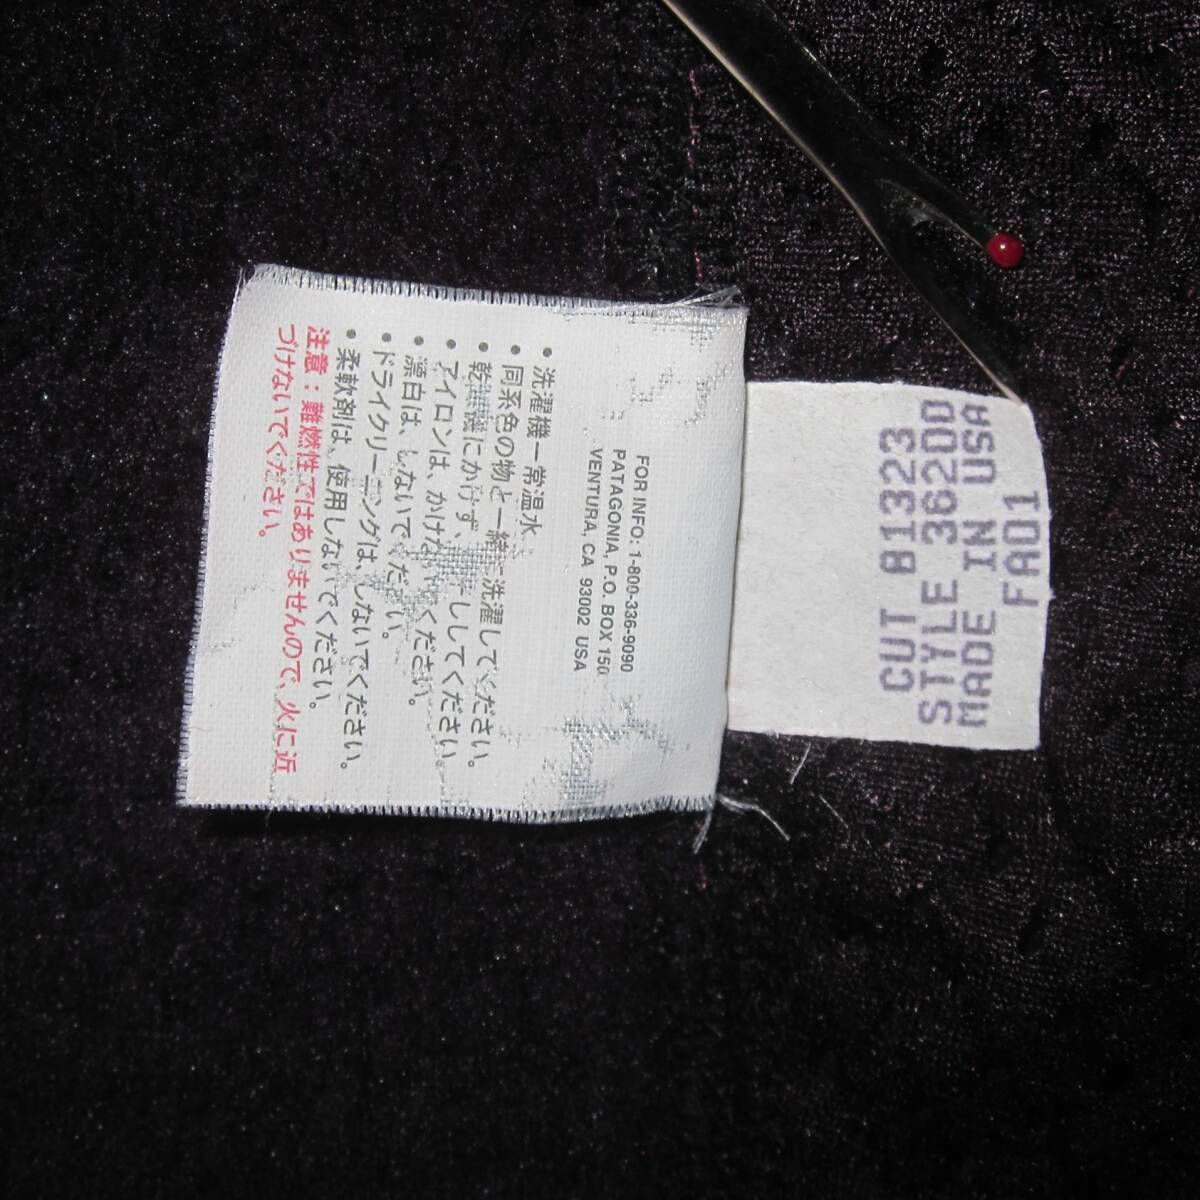 FOR INFO: 1-800-336-9090
PATAGONIA, P.O. BOX 150
VENTURA, CA 93002 USA
• 洗濯機－常温水
• 同系色の物と一緒に洗濯してください。
• 乾燥機にかけず、干ししてください。
• アイロンは、かけないでください。
• 漂白は、しないでください。
• ドライクリーニングは、しないでください。
• 柔軟剤は、使用しないでください。
注意：難燃性ではありませんので、火に近
づけないでください。
CUT 81323
STYLE 36200
MADE IN USA
FA01